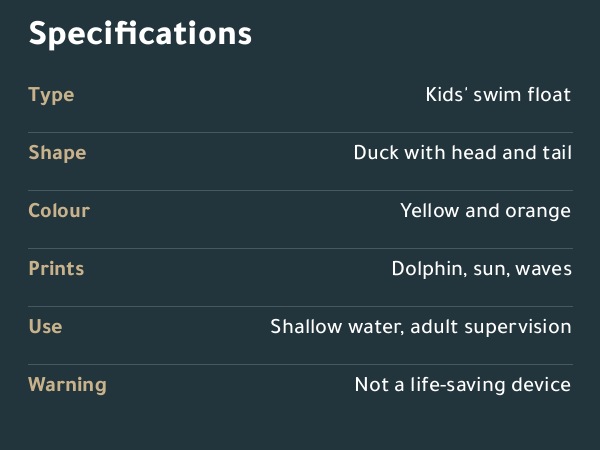 Specifications
Type Kids' swim float
Shape Duck with head and tail
Colour Yellow and orange
Prints Dolphin, sun, waves
Use Shallow water, adult supervision
Warning Not a life-saving device